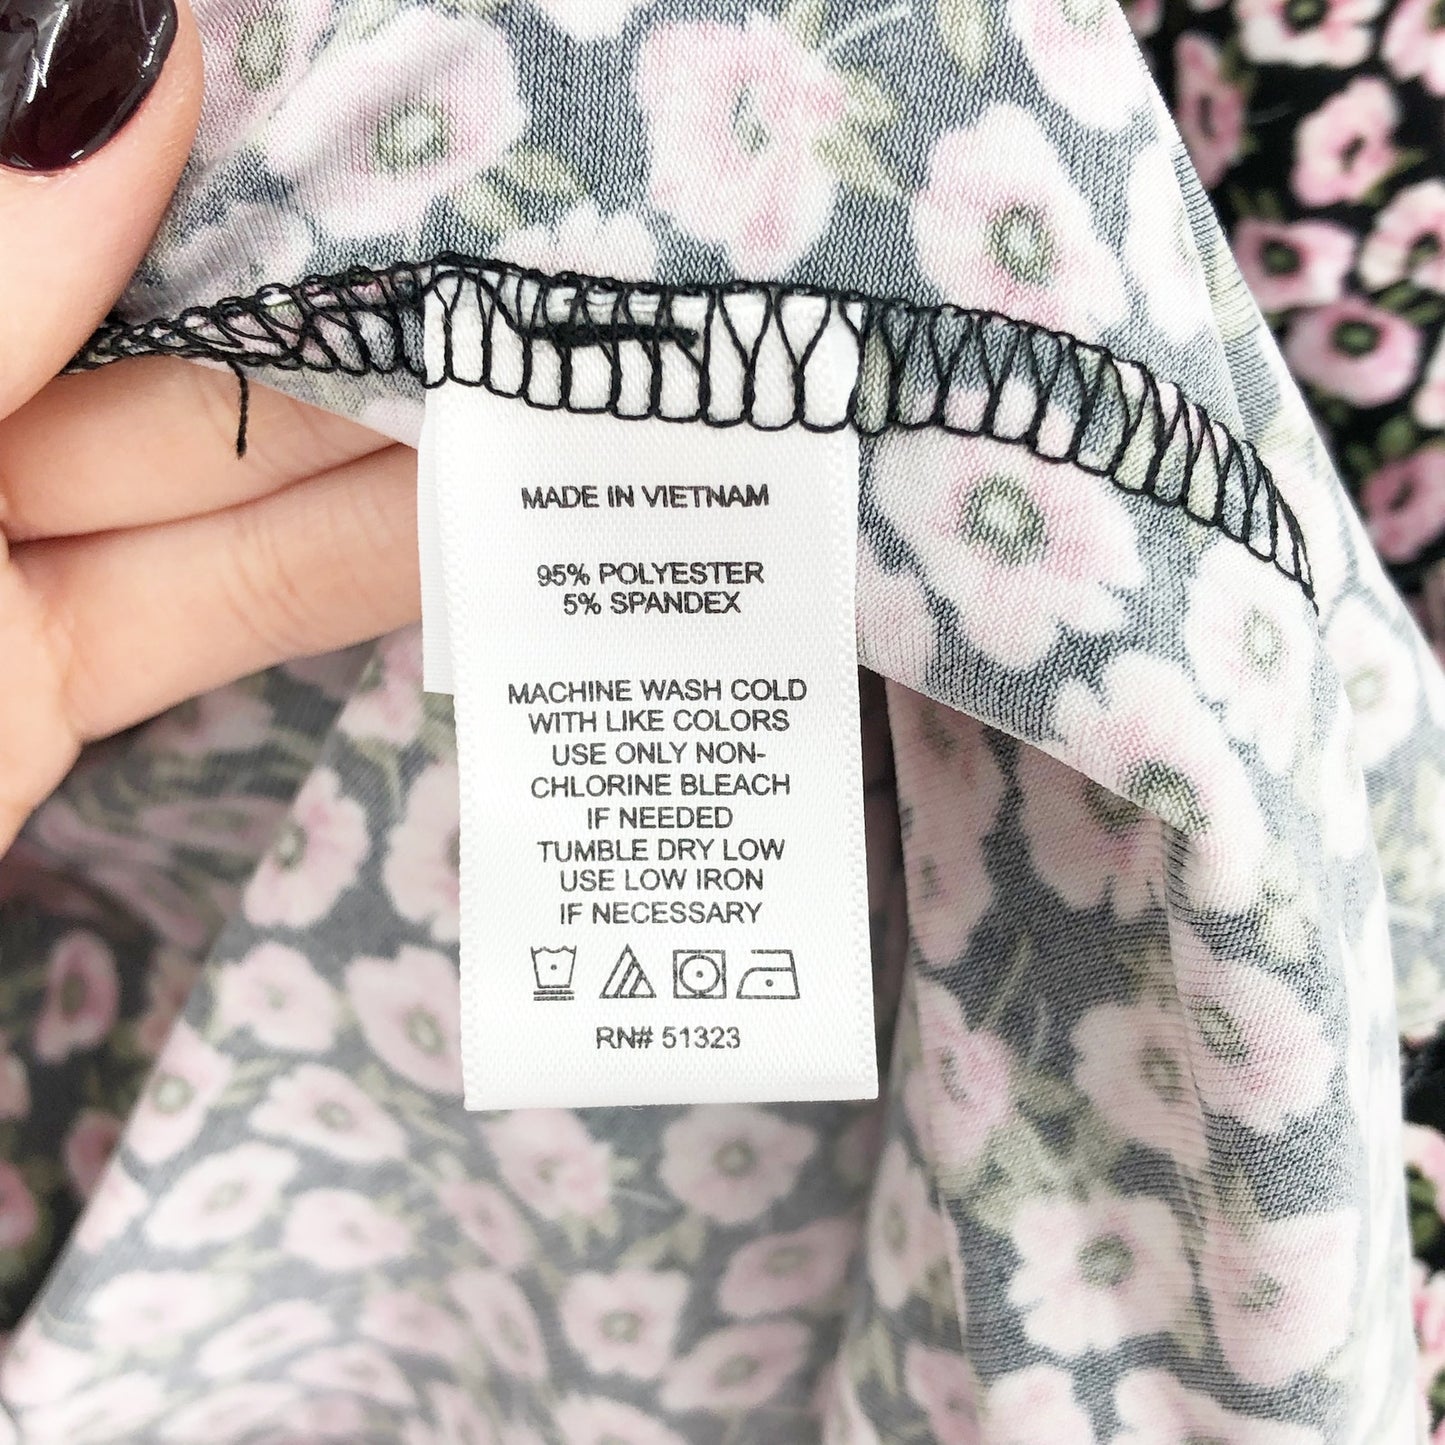 MADE IN VIETNAM
95% POLYESTER
5% SPANDEX
MACHINE WASH COLD
WITH LIKE COLORS
USE ONLY NON-
CHLORINE BLEACH
IF NEEDED
TUMBLE DRY LOW
USE LOW IRON
IF NECESSARY
RN# 51323